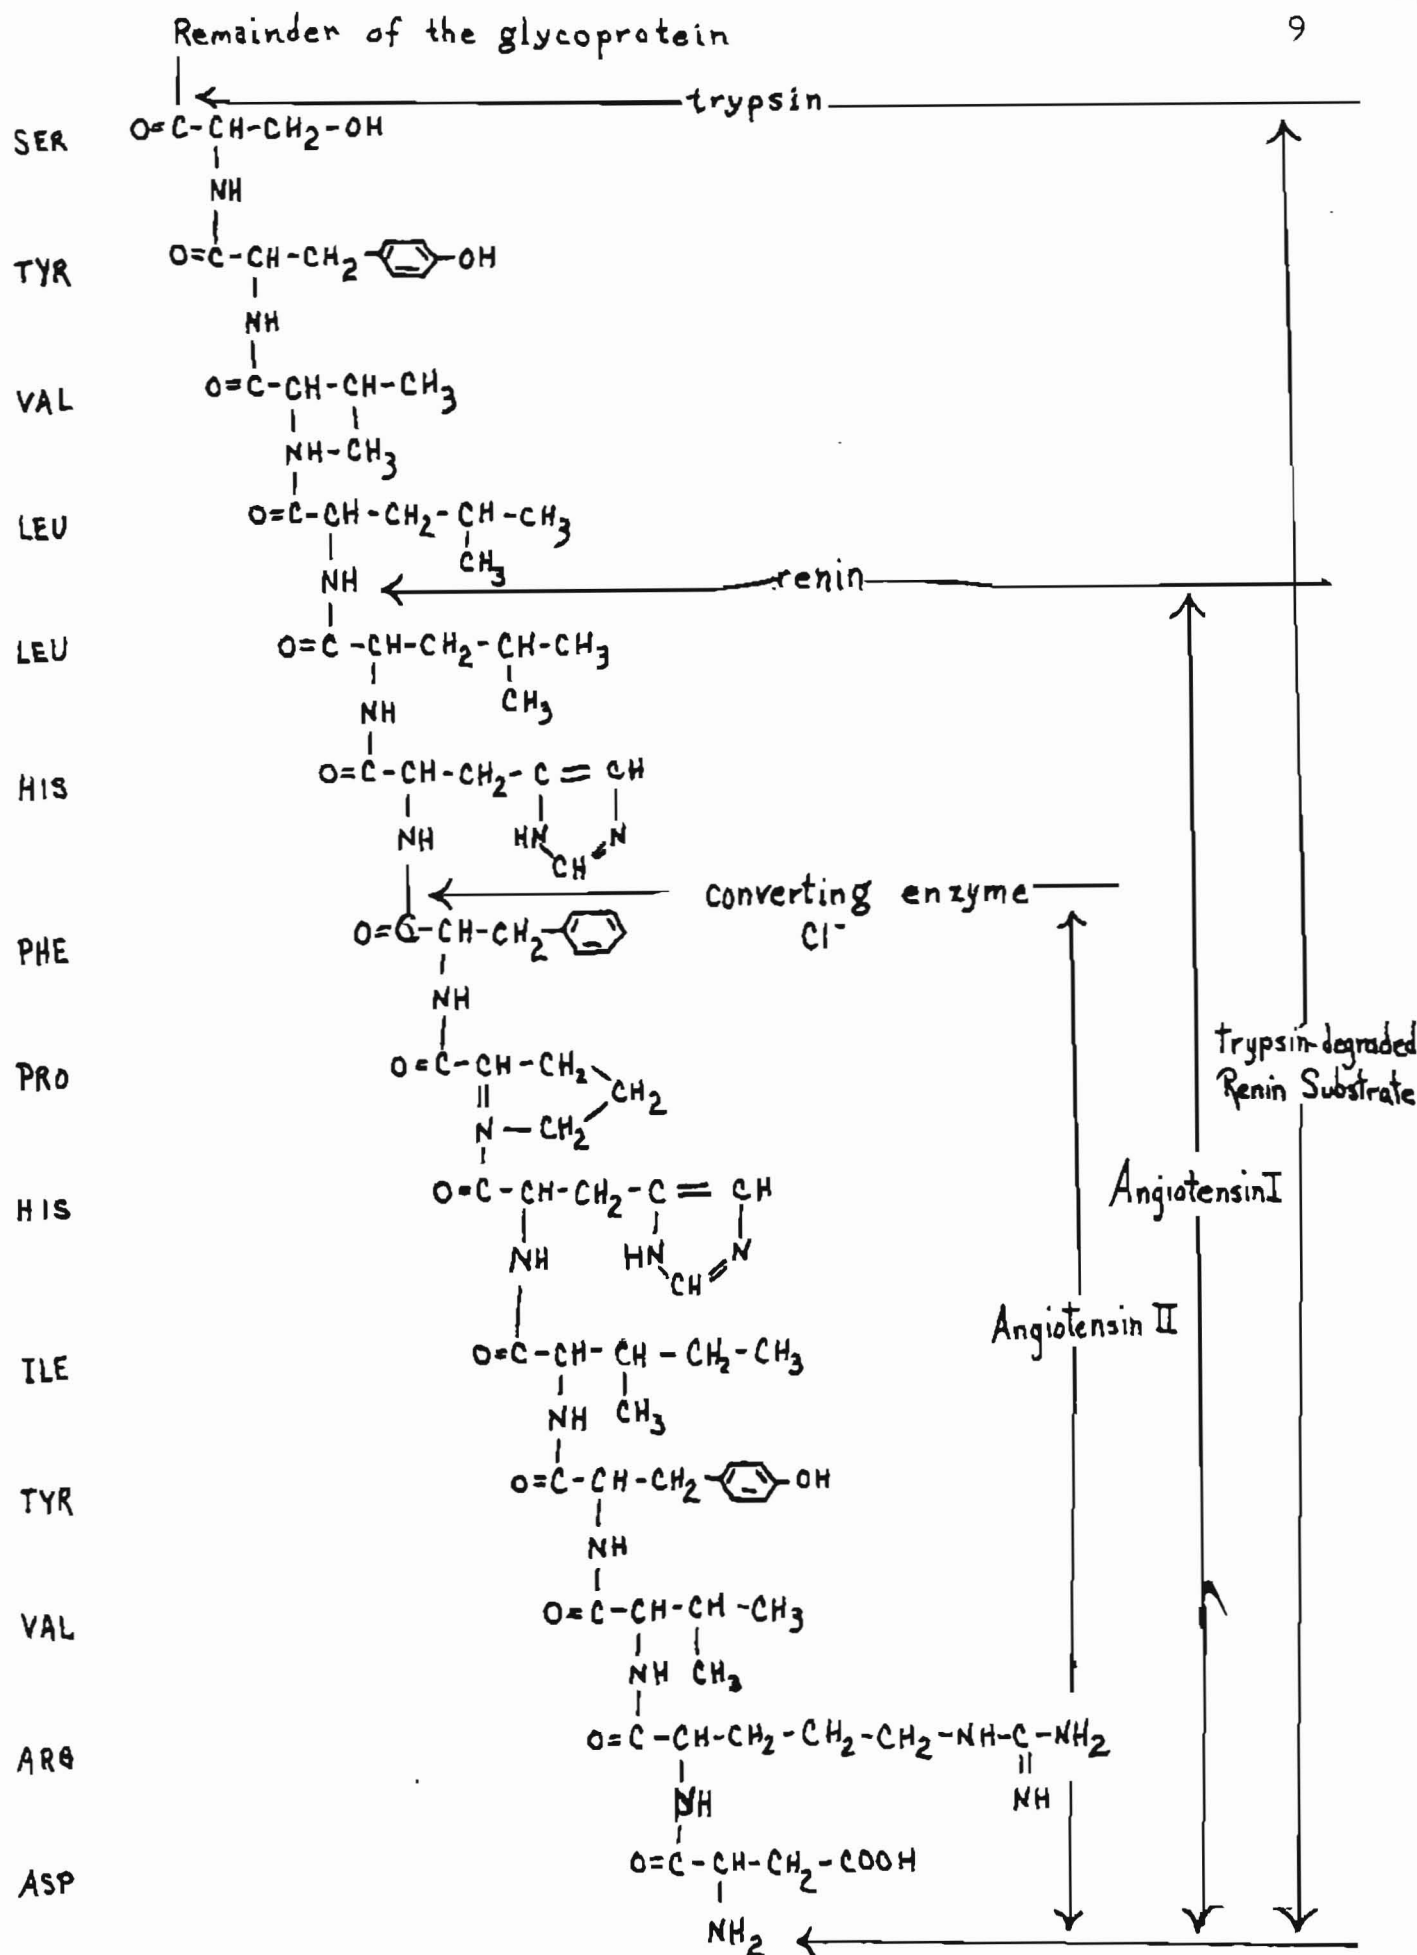 Remainder of the glycoprotein
9
trypsin
SER O=C-CH-CH2-OH
NH
TYR O=C-CH-CH2-OH
NH
VAL O=C-CH-CH-CH3
NH-CH3
LEU O=C-CH-CH2-CH-CH3
CH3
NH
renin
LEU O=C-CH-CH2-CH-CH3
NH CH3
HIS O=C-CH-CH2-C=CH
NH HN N
CH
converting enzyme
Cl-
PHE O=C-CH-CH2
NH
PRO O=C-CH-CH2
CH2
N-CH2
trypsin-degraded
Renin Substrate
HIS O=C-CH-CH2-C=CH
NH HN N
CH
Angiotensin I
Angiotensin II
ILE O=C-CH-CH-CH2-CH3
NH CH3
TYR O=C-CH-CH2-OH
NH
VAL O=C-CH-CH-CH3
NH CH3
ARG O=C-CH-CH2-CH2-CH2-NH-C-NH2
NH NH
ASP O=C-CH-CH2-COOH
NH2